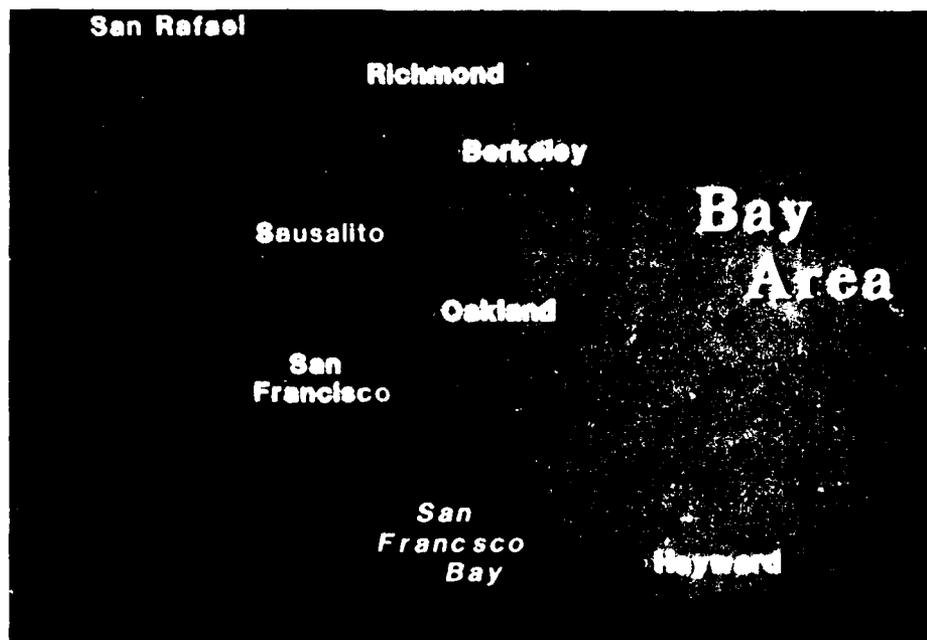 San Rafael
Richmond
Berkeley
Bay
Area
Sausalito
Oakland
San
Francisco
San
Francsco
Bay
Hayward